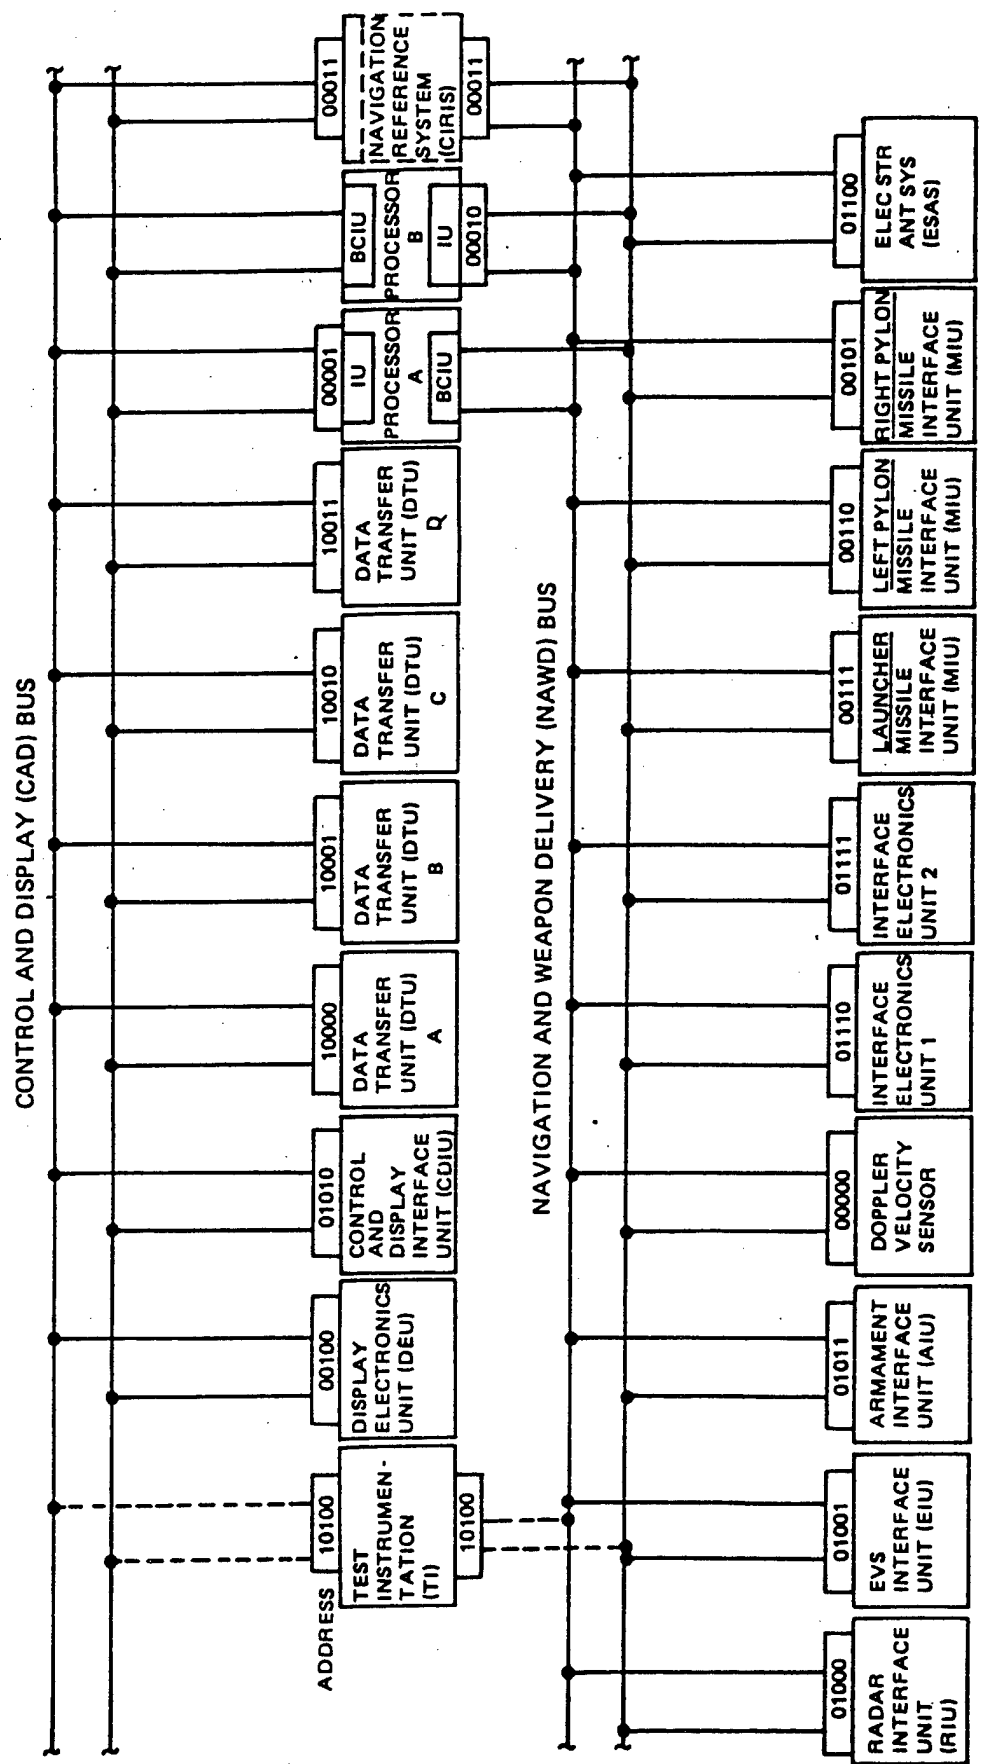 CONTROL AND DISPLAY (CAD) BUS
ADDRESS
10100
TEST
INSTRUMEN-
TATION
(TI)
10100
00100
DISPLAY
ELECTRONICS
UNIT (DEU)
01010
CONTROL
AND
DISPLAY
INTERFACE
UNIT (CDIU)
10000
DATA
TRANSFER
UNIT (DTU)
A
10001
DATA
TRANSFER
UNIT (DTU)
B
10010
DATA
TRANSFER
UNIT (DTU)
C
10011
DATA
TRANSFER
UNIT (DTU)
D
00001
IU
PROCESSOR
A
BCIU
BCIU
PROCESSOR
B
IU
00010
00011
NAVIGATION
REFERENCE
SYSTEM
(CIRIS)
00011
NAVIGATION AND WEAPON DELIVERY (NAWD) BUS
01000
RADAR
INTERFACE
UNIT
(RIU)
01001
EVS
INTERFACE
UNIT (EIU)
01011
ARMAMENT
INTERFACE
UNIT (AIU)
00000
DOPPLER
VELOCITY
SENSOR
01110
INTERFACE
ELECTRONICS
UNIT 1
01111
INTERFACE
ELECTRONICS
UNIT 2
00111
LAUNCHER
MISSILE
INTERFACE
UNIT (MIU)
00110
LEFT PYLON
MISSILE
INTERFACE
UNIT (MIU)
00101
RIGHT PYLON
MISSILE
INTERFACE
UNIT (MIU)
01100
ELEC STR
ANT SYS
(ESAS)